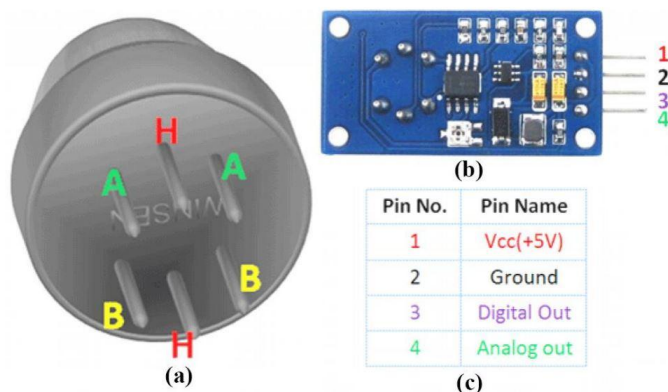 H
A
A
WINSEN
B
B
H
(a)
1
2
3
4
(b)
Pin No. Pin Name
1 Vcc(+5V)
2 Ground
3 Digital Out
4 Analog out
(c)